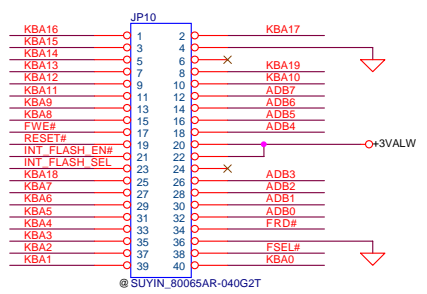 JP10
KBA16 1 2 KBA17
KBA15 3 4
KBA14 5 6
KBA13 7 8 KBA19
KBA12 9 10 KBA10
KBA11 11 12 ADB7
KBA9 13 14 ADB6
KBA8 15 16 ADB5
FWE# 17 18 ADB4
RESET# 19 20 +3VALW
INT_FLASH_EN# 21 22
INT_FLASH_SEL 23 24
KBA18 25 26 ADB3
KBA7 27 28 ADB2
KBA6 29 30 ADB1
KBA5 31 32 ADB0
KBA4 33 34 FRD#
KBA3 35 36
KBA2 37 38 FSEL#
KBA1 39 40 KBA0
@ SUYIN_80065AR-040G2T